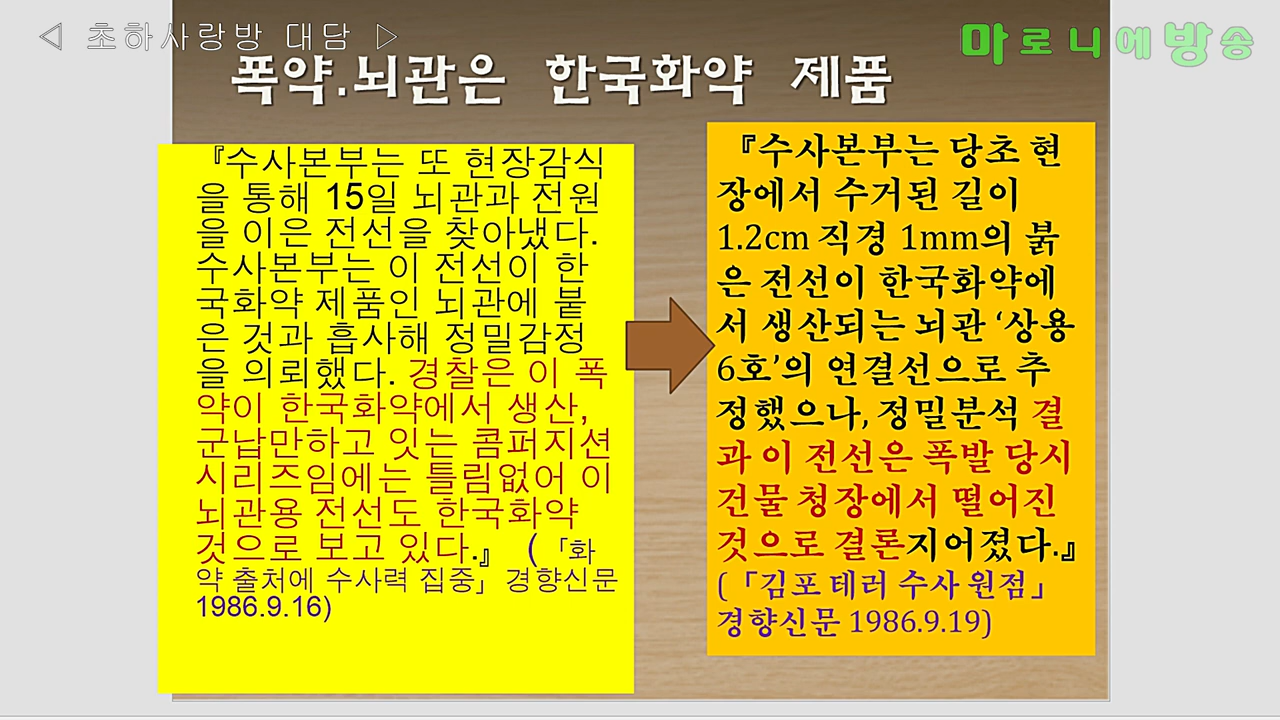 ◁ 초하사랑방 대담 ▷
마로니에방송
폭약.뇌관은 한국화약 제품
『수사본부는 또 현장감식
을 통해 15일 뇌관과 전원
을 이은 전선을 찾아냈다.
수사본부는 이 전선이 한
국화약 제품인 뇌관에 붙
은 것과 흡사해 정밀감정
을 의뢰했다. 경찰은 이 폭
약이 한국화약에서 생산,
군납만하고 잇는 콤퍼지션
시리즈임에는 틀림없어 이
뇌관용 전선도 한국화약
것으로 보고 있다.』 (「화
약 출처에 수사력 집중」경향신문
1986.9.16)
『수사본부는 당초 현
장에서 수거된 길이
1.2cm 직경 1mm의 붉
은 전선이 한국화약에
서 생산되는 뇌관 ‘상용
6호’의 연결선으로 추
정했으나, 정밀분석 결
과 이 전선은 폭발 당시
건물 청장에서 떨어진
것으로 결론지어졌다.』
(「김포 테러 수사 원점」
경향신문 1986.9.19)